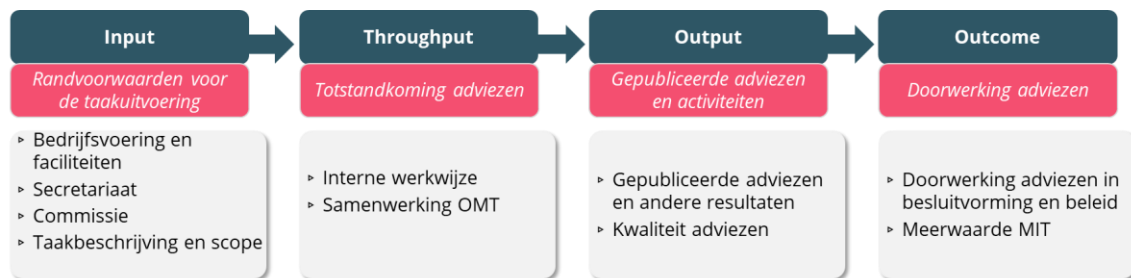 Input
Randvoorwaarden voor
de taakuitvoering
Bedrijfsvoering en
faciliteiten
Secretariaat
Commissie
Taakbeschrijving en scope
Throughput
Totstandkoming adviezen
Interne werkwijze
Samenwerking OMT
Output
Gepubliceerde adviezen
en activiteiten
Gepubliceerde adviezen
en andere resultaten
Kwaliteit adviezen
Outcome
Doorwerking adviezen
Doorwerking adviezen in
besluitvorming en beleid
Meerwaarde MIT